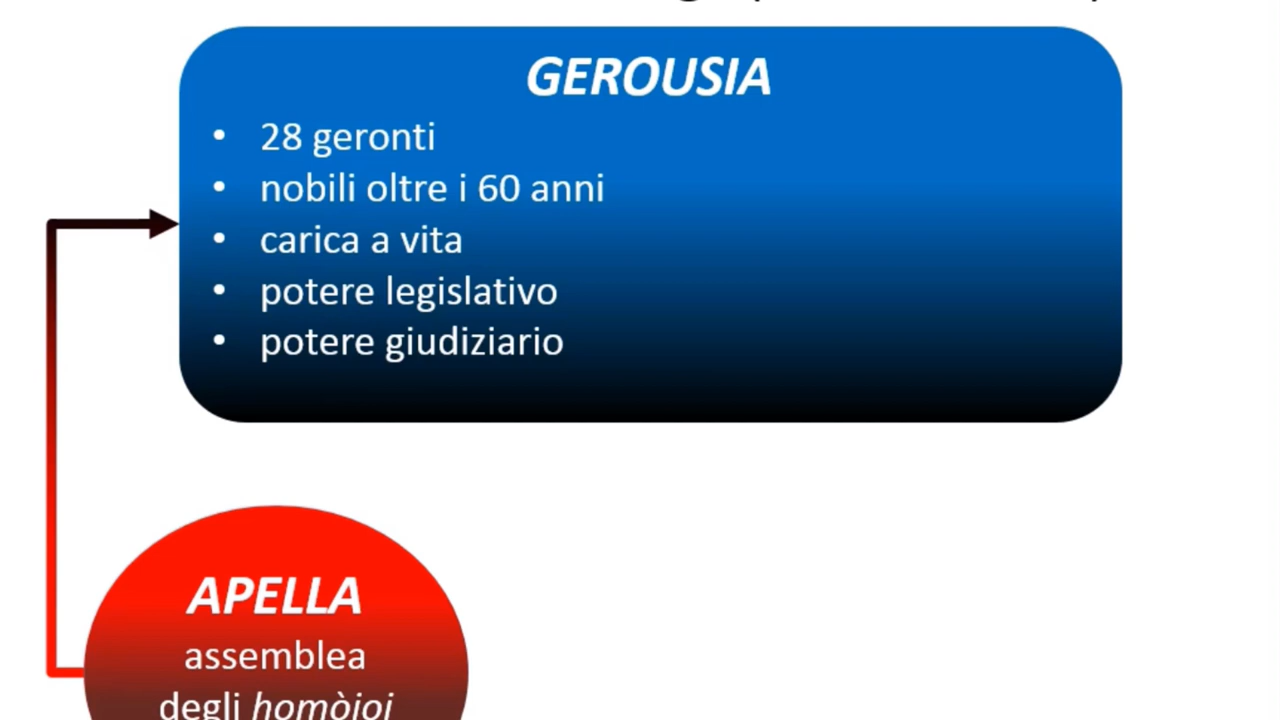 GEROUSIA
• 28 geronti
• nobili oltre i 60 anni
• carica a vita
• potere legislativo
• potere giudiziario
APELLA
assemblea
degli homòioi